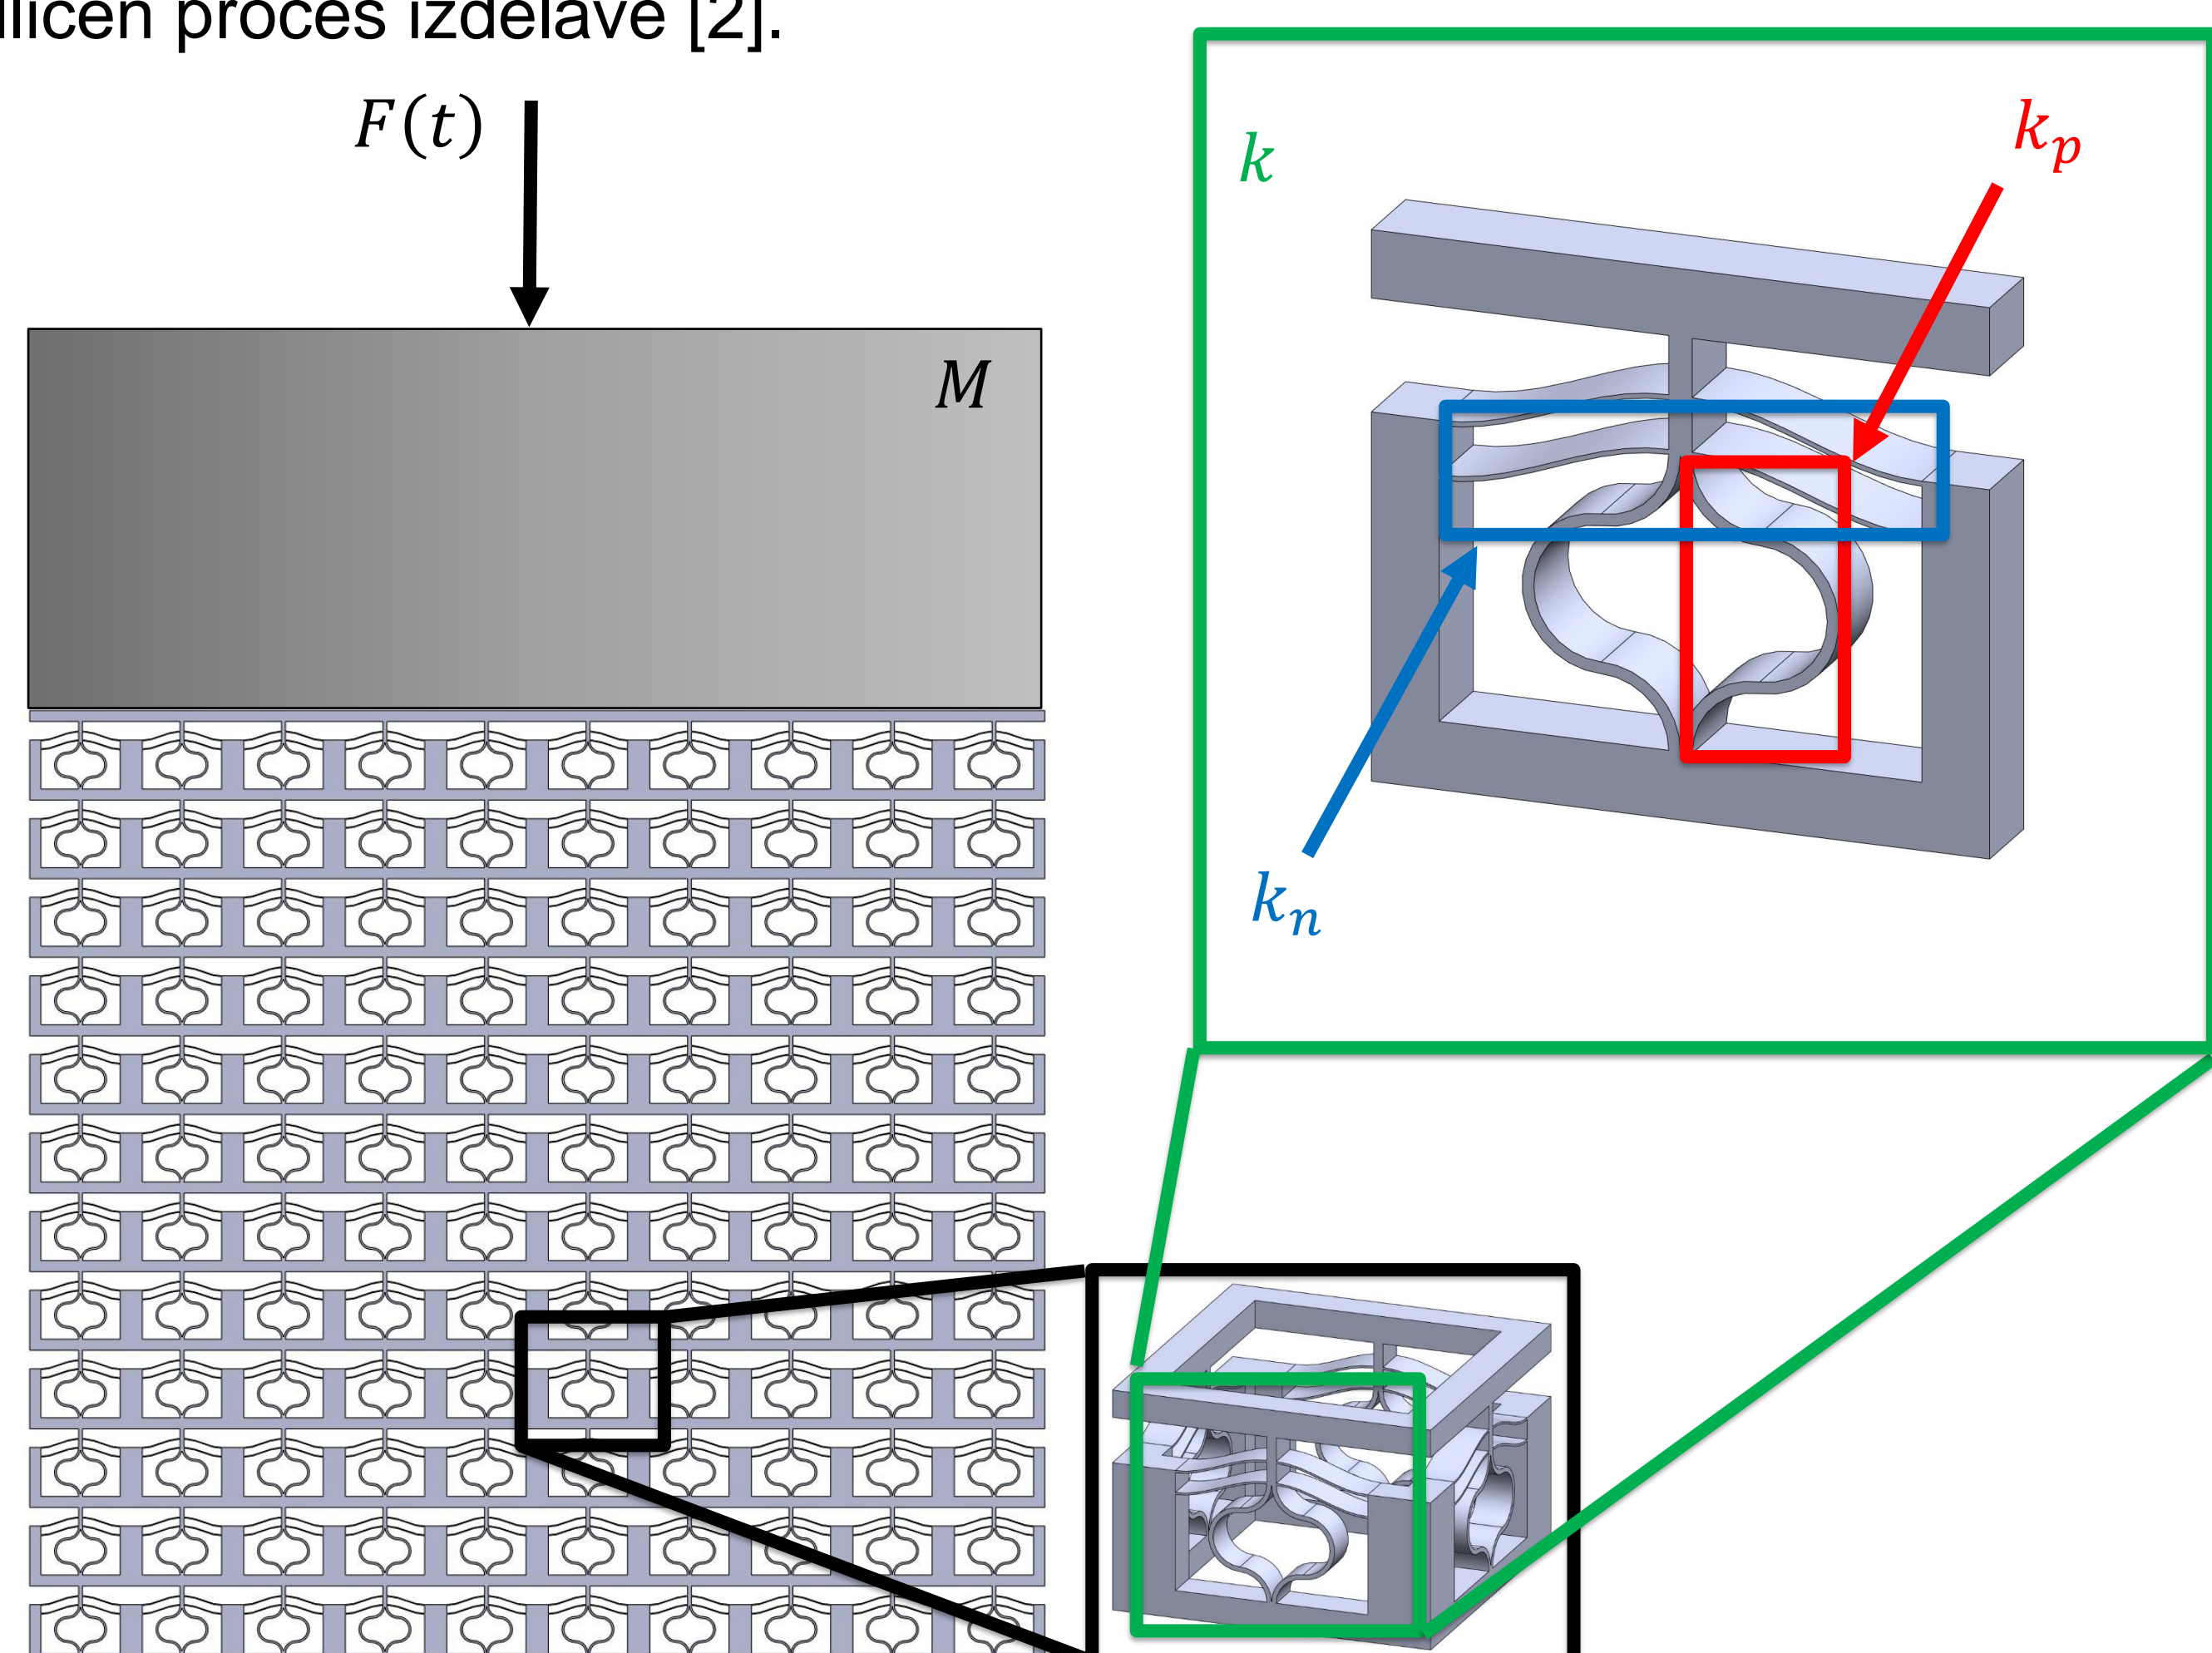 proces izdelave [2].
F(t)
k
k_p
M
k_n